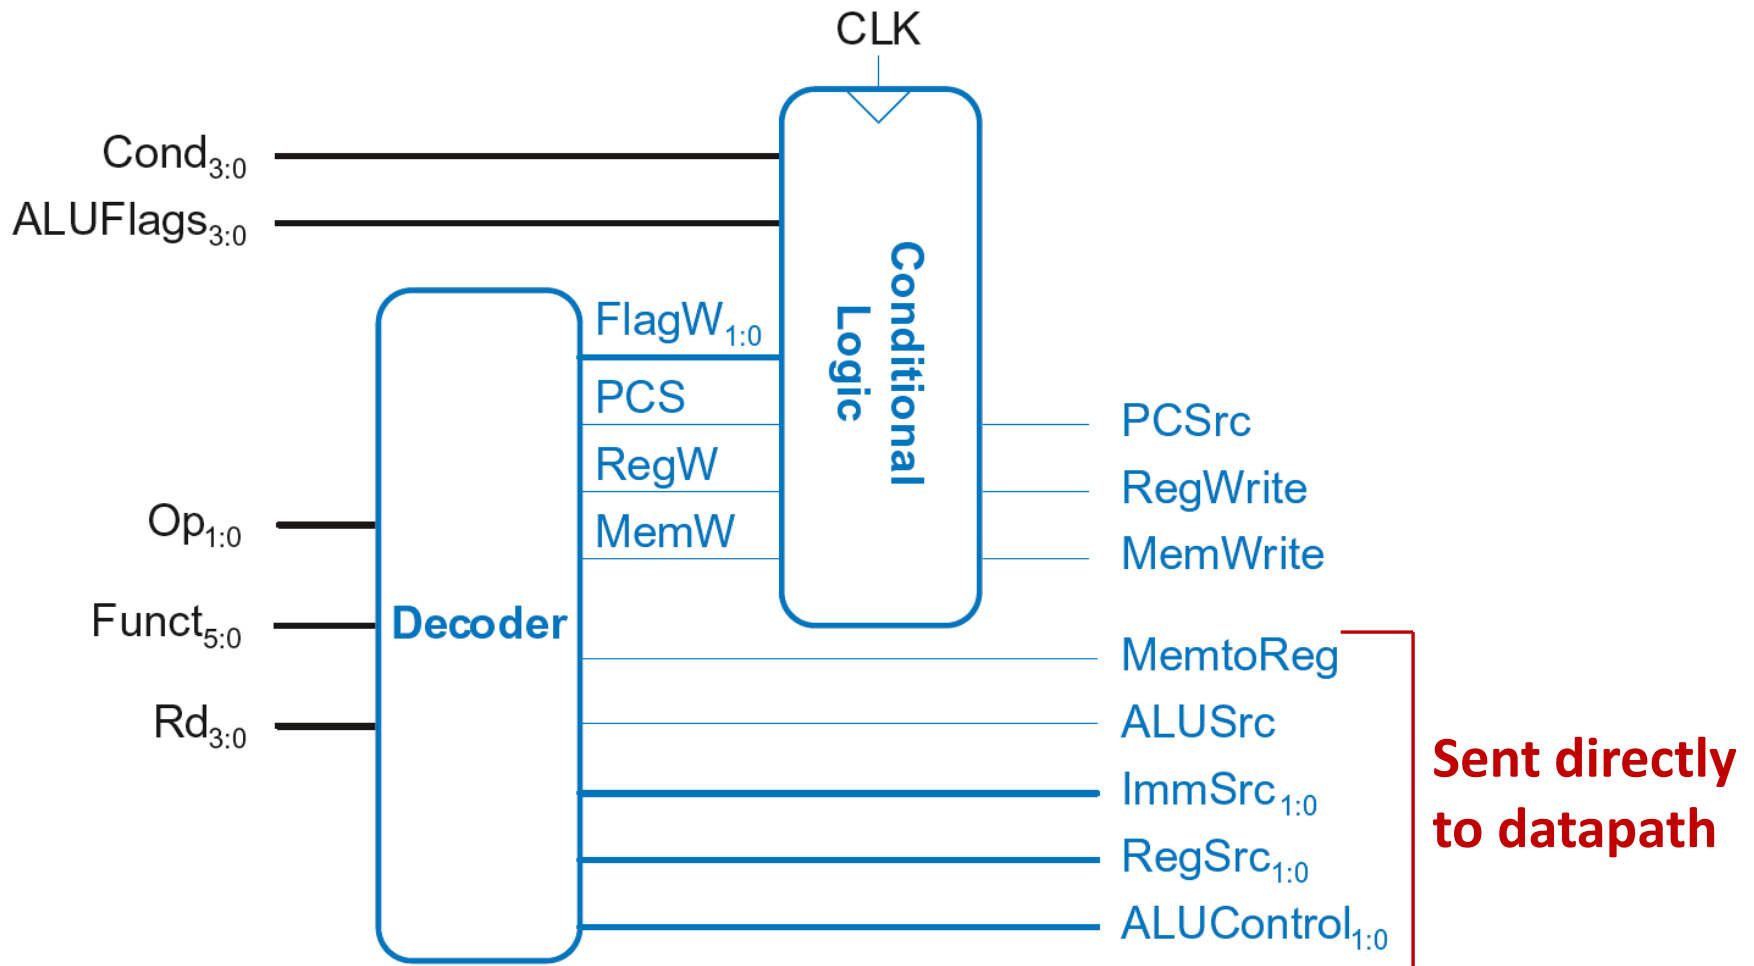 CLK
Cond3:0
ALUFlags3:0
Conditional
Logic
FlagW1:0
PCS
RegW
MemW
PCSrc
RegWrite
MemWrite
Op1:0
Funct5:0
Rd3:0
Decoder
MemtoReg
ALUSrc
ImmSrc1:0
RegSrc1:0
ALUControl1:0
Sent directly
to datapath